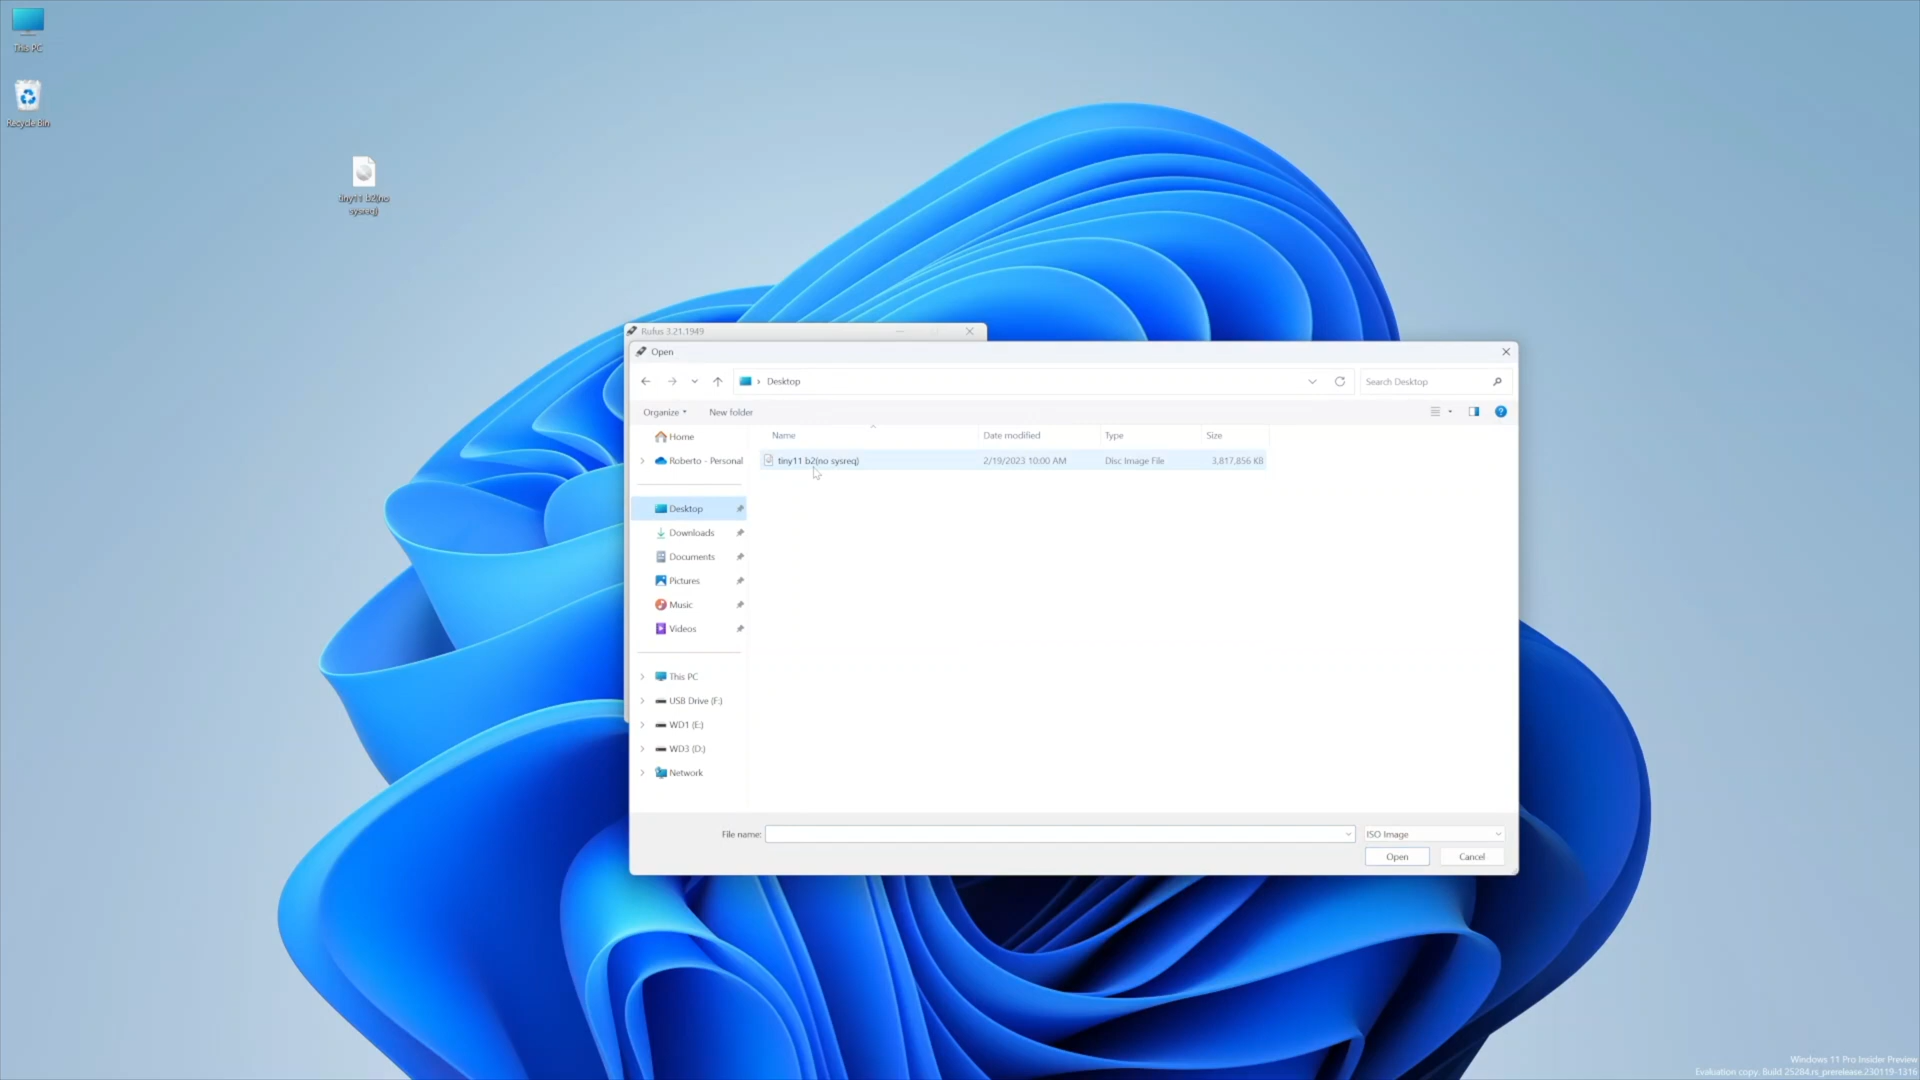 This PC
Recycle Bin
tiny11 b2(no
sysreq)
Rufus 3.21.1949
Open
Desktop
Search Desktop
Organize
New folder
Name
Date modified
Type
Size
Home
Roberto - Personal
tiny11 b2(no sysreq)
2/19/2023 10:00 AM
Disc Image File
3,817,856 KB
Desktop
Downloads
Documents
Pictures
Music
Videos
This PC
USB Drive (F:)
WD1 (E:)
WD3 (D:)
Network
File name:
ISO Image
Open
Cancel
Windows 11 Pro Insider Preview
Evaluation copy. Build 25284.rs_prerelease.230119-1316